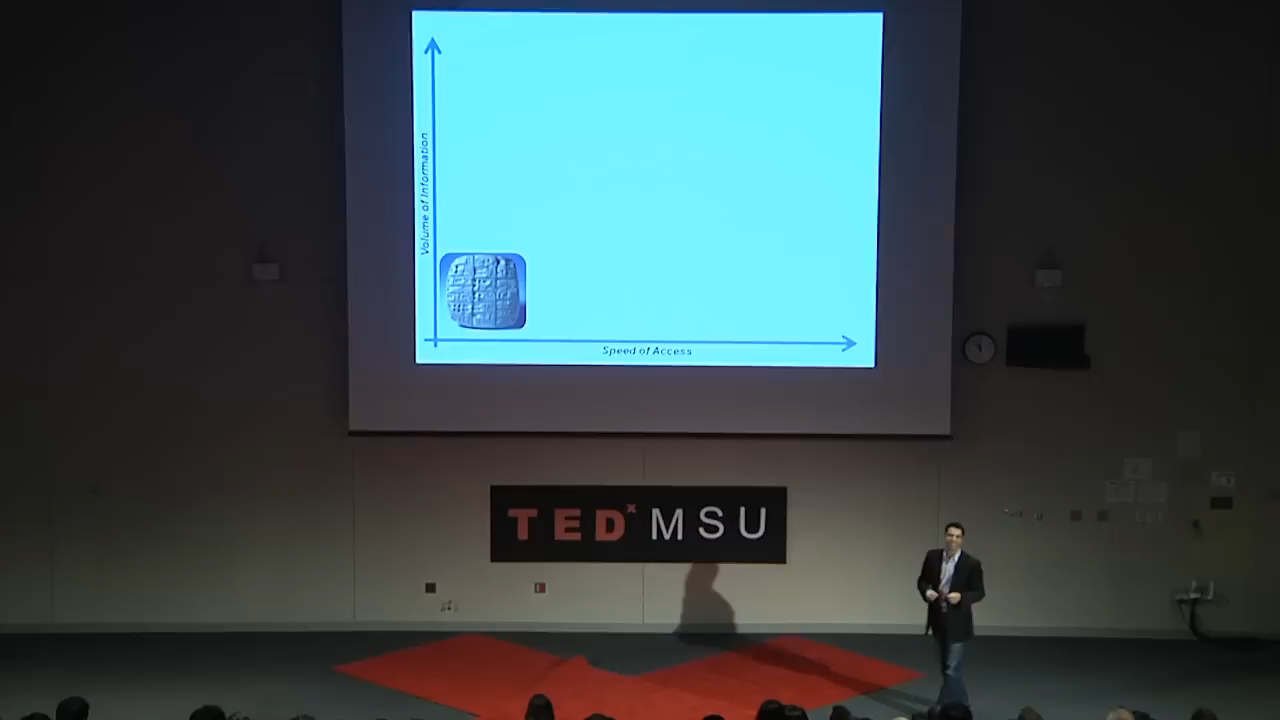 Volume of Information
Speed of Access
TEDx MSU